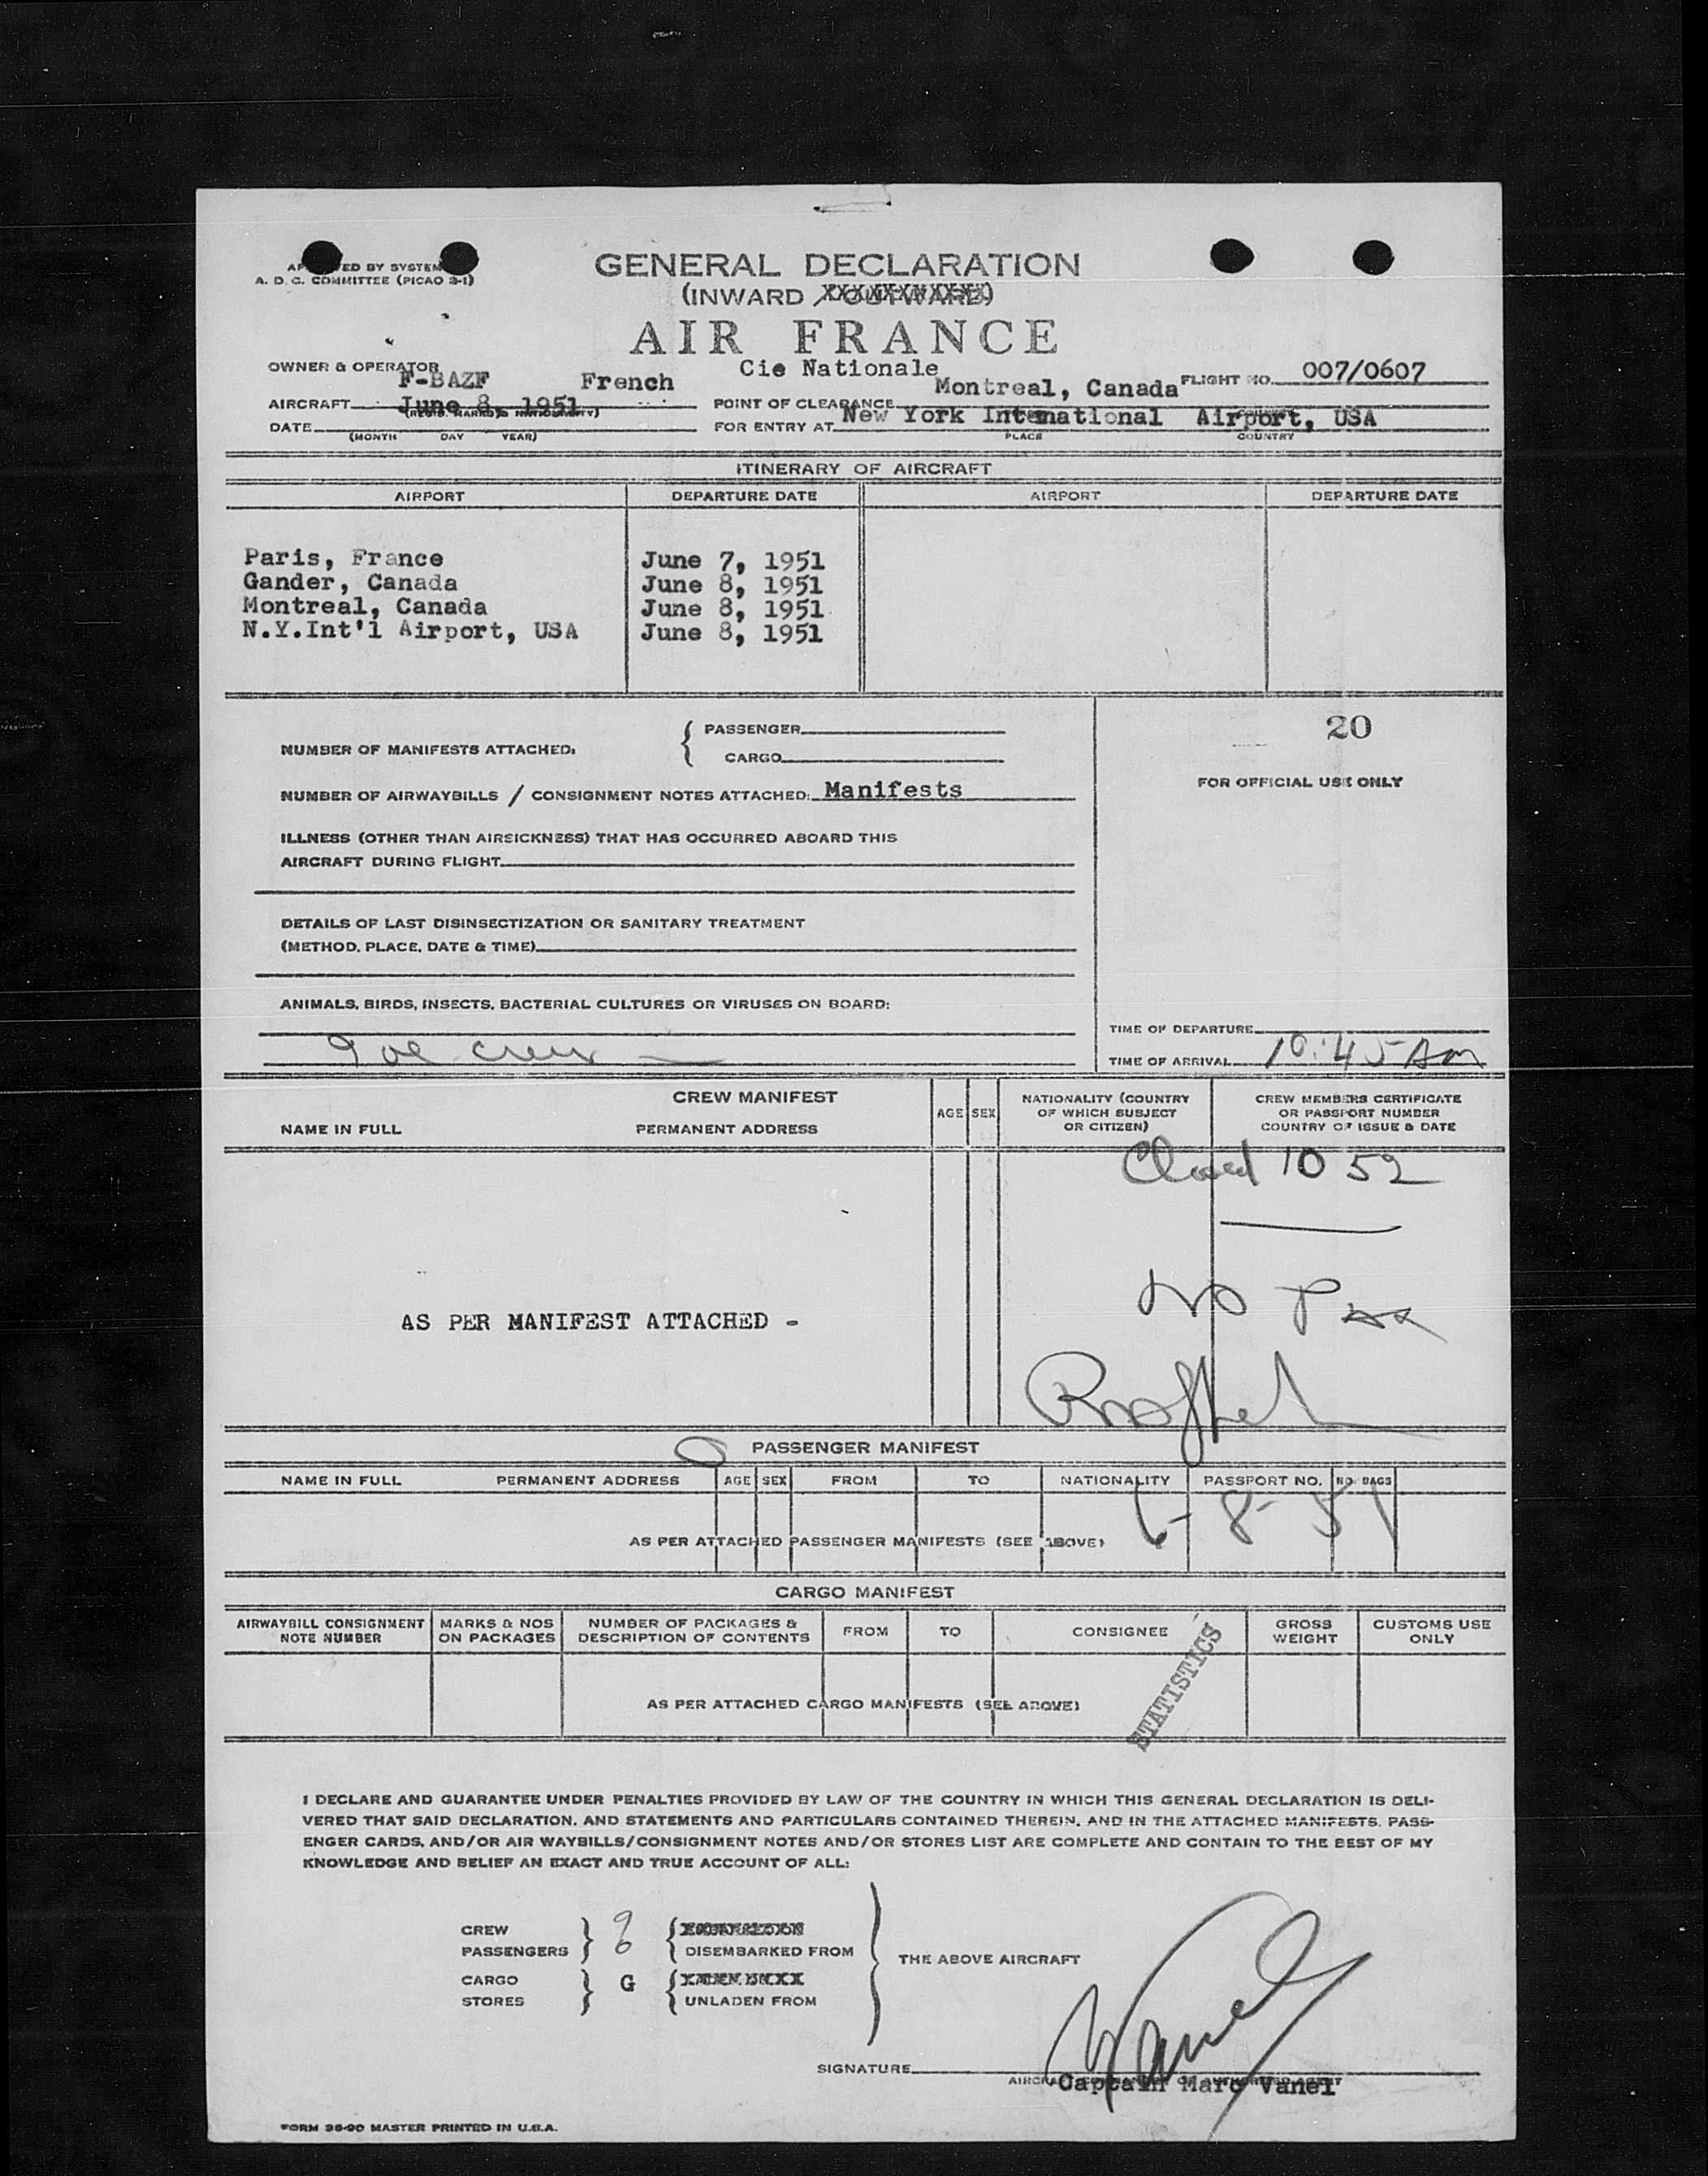 GENERAL DECLARATION
A. D. C. COMMITTEE (PICAO 3-1)
(INWARD / OUTWARD)
AIR FRANCE
OWNER & OPERATOR
Cie Nationale
F-BAZF French
Montreal, Canada
FLIGHT NO. 007/0607
AIRCRAFT
POINT OF CLEARANCE
June 8, 1951
New York International Airport, USA
DATE
(MONTH DAY YEAR)
FOR ENTRY AT
PLACE COUNTRY
ITINERARY OF AIRCRAFT
AIRPORT DEPARTURE DATE AIRPORT DEPARTURE DATE
Paris, France June 7, 1951
Gander, Canada June 8, 1951
Montreal, Canada June 8, 1951
N.Y.Int'l Airport, USA June 8, 1951
20
NUMBER OF MANIFESTS ATTACHED:
PASSENGER
CARGO
FOR OFFICIAL USE ONLY
NUMBER OF AIRWAYBILLS / CONSIGNMENT NOTES ATTACHED: Manifests
ILLNESS (OTHER THAN AIRSICKNESS) THAT HAS OCCURRED ABOARD THIS
AIRCRAFT DURING FLIGHT
DETAILS OF LAST DISINSECTIZATION OR SANITARY TREATMENT
(METHOD, PLACE, DATE & TIME)
ANIMALS, BIRDS, INSECTS, BACTERIAL CULTURES OR VIRUSES ON BOARD:
TIME OF DEPARTURE
crew
TIME OF ARRIVAL 10:45 Am
CREW MANIFEST
NAME IN FULL PERMANENT ADDRESS
AGE SEX
NATIONALITY (COUNTRY
OF WHICH SUBJECT
OR CITIZEN)
CREW MEMBERS CERTIFICATE
OR PASSPORT NUMBER
COUNTRY OF ISSUE & DATE
10 52
no Pax
AS PER MANIFEST ATTACHED -
PASSENGER MANIFEST
NAME IN FULL PERMANENT ADDRESS AGE SEX FROM TO NATIONALITY PASSPORT NO. NO. BAGS
6-8-51
AS PER ATTACHED PASSENGER MANIFESTS (SEE ABOVE)
CARGO MANIFEST
AIRWAYBILL CONSIGNMENT
NOTE NUMBER
MARKS & NOS
ON PACKAGES
NUMBER OF PACKAGES &
DESCRIPTION OF CONTENTS
FROM TO CONSIGNEE
GROSS
WEIGHT
CUSTOMS USE
ONLY
STATISTICS
AS PER ATTACHED CARGO MANIFESTS (SEE ABOVE)
I DECLARE AND GUARANTEE UNDER PENALTIES PROVIDED BY LAW OF THE COUNTRY IN WHICH THIS GENERAL DECLARATION IS DELI-
VERED THAT SAID DECLARATION, AND STATEMENTS AND PARTICULARS CONTAINED THEREIN, AND IN THE ATTACHED MANIFESTS, PASS-
ENGER CARDS, AND/OR AIR WAYBILLS/CONSIGNMENT NOTES AND/OR STORES LIST ARE COMPLETE AND CONTAIN TO THE BEST OF MY
KNOWLEDGE AND BELIEF AN EXACT AND TRUE ACCOUNT OF ALL:
CREW 9
PASSENGERS 0 DISEMBARKED FROM
THE ABOVE AIRCRAFT
CARGO G
STORES UNLADEN FROM
Vanel
SIGNATURE
Captain Marc Vanel
FORM 36-90 MASTER PRINTED IN U.S.A.